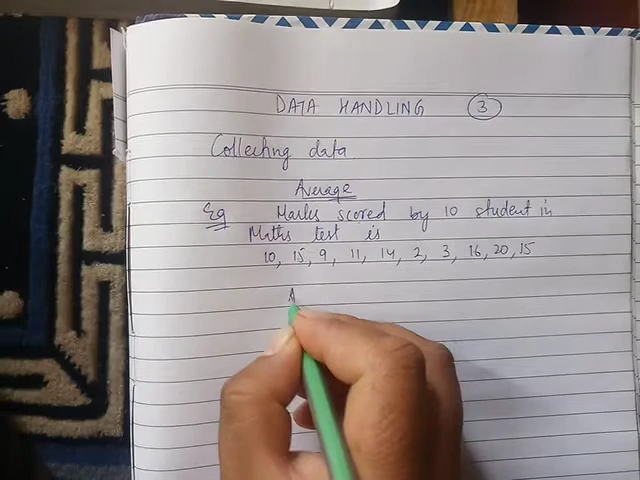 DATA HANDLING 3
Collecting data
Average
Eg Marks scored by 10 student in
Maths test is
10, 15, 9, 11, 14, 2, 3, 16, 20, 15
A